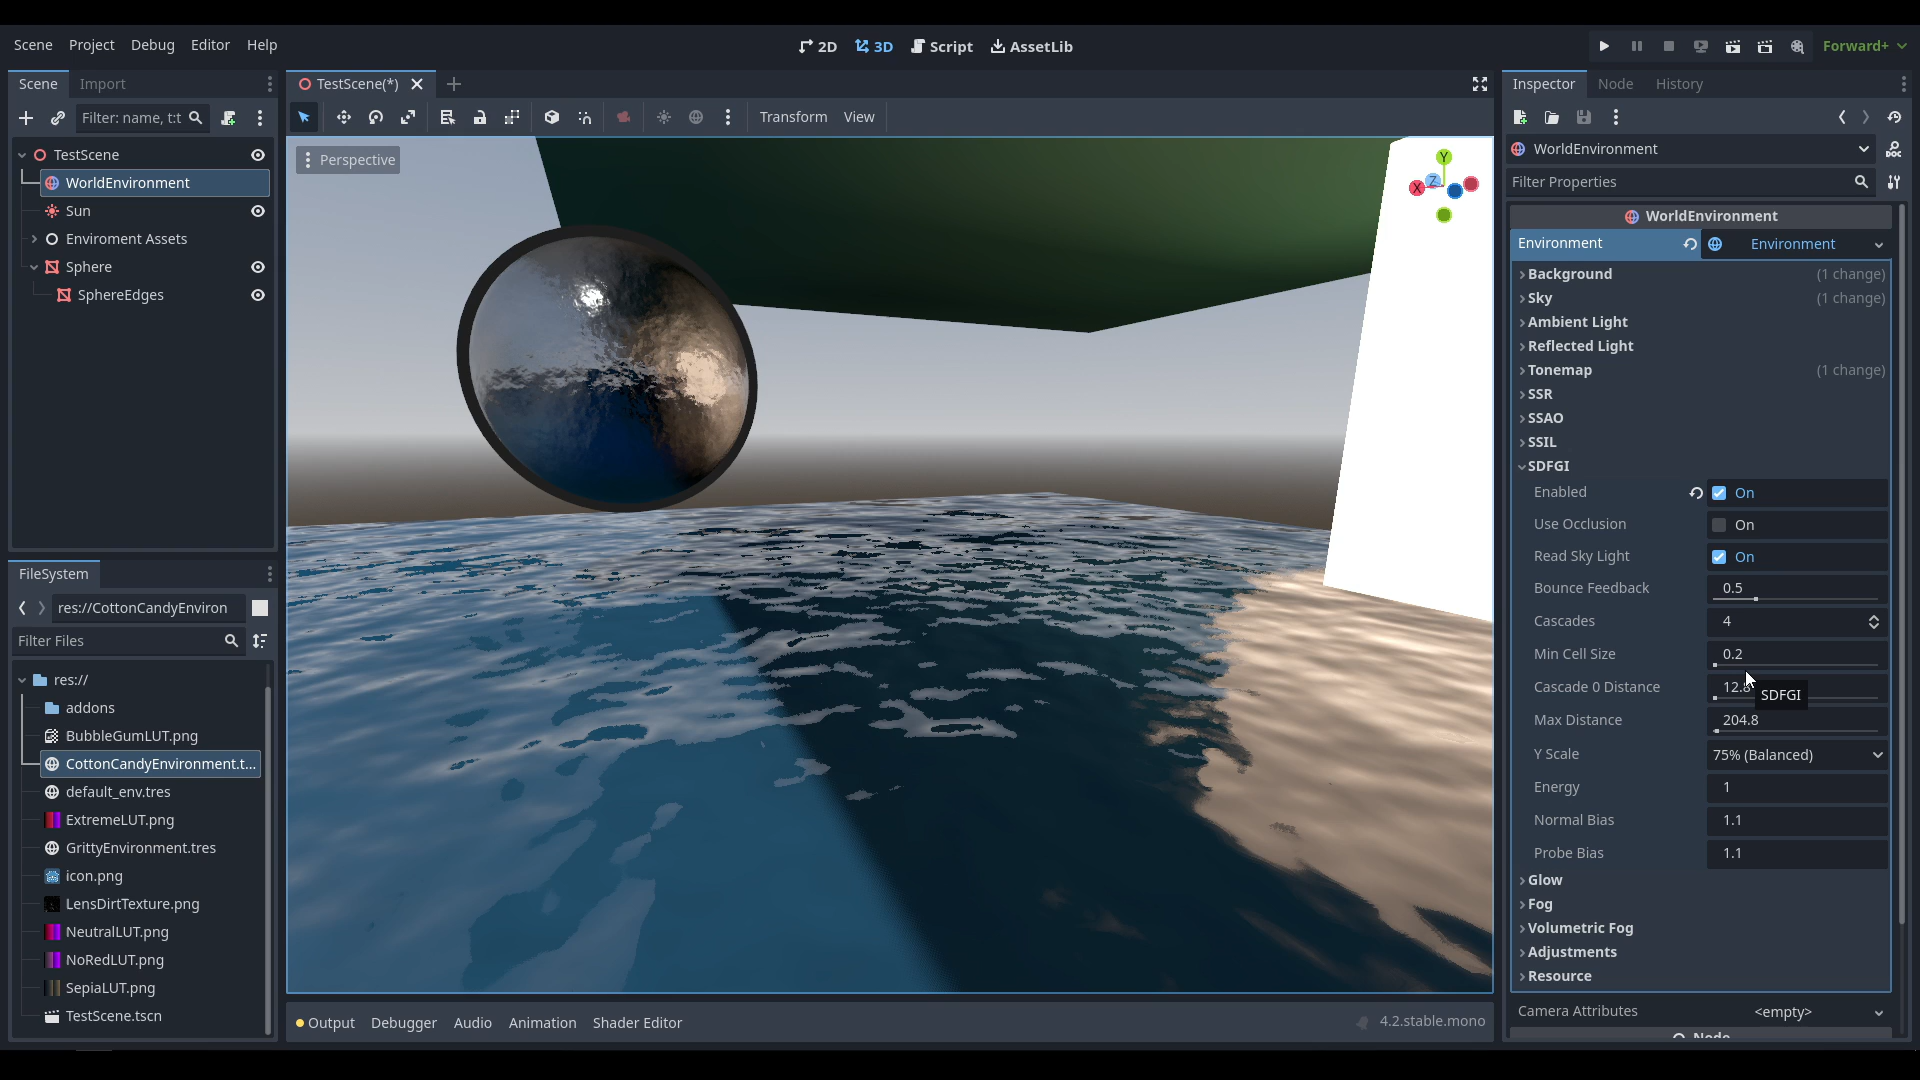 Scene Project Debug Editor Help
2D 3D Script AssetLib
Forward+
Scene Import
Filter: name, t:t
TestScene
WorldEnvironment
Sun
Enviroment Assets
Sphere
SphereEdges
FileSystem
res://CottonCandyEnviron
Filter Files
res://
addons
BubbleGumLUT.png
CottonCandyEnvironment.t...
default_env.tres
ExtremeLUT.png
GrittyEnvironment.tres
icon.png
LensDirtTexture.png
NeutralLUT.png
NoRedLUT.png
SepiaLUT.png
TestScene.tscn
TestScene(*)
Transform View
Perspective
Y
X Z
Output Debugger Audio Animation Shader Editor
4.2.stable.mono
Inspector Node History
WorldEnvironment
Filter Properties
WorldEnvironment
Environment Environment
Background (1 change)
Sky (1 change)
Ambient Light
Reflected Light
Tonemap (1 change)
SSR
SSAO
SSIL
SDFGI
Enabled On
Use Occlusion On
Read Sky Light On
Bounce Feedback 0.5
Cascades 4
Min Cell Size 0.2
Cascade 0 Distance 12.8
SDFGI
Max Distance 204.8
Y Scale 75% (Balanced)
Energy 1
Normal Bias 1.1
Probe Bias 1.1
Glow
Fog
Volumetric Fog
Adjustments
Resource
Camera Attributes <empty>
Node